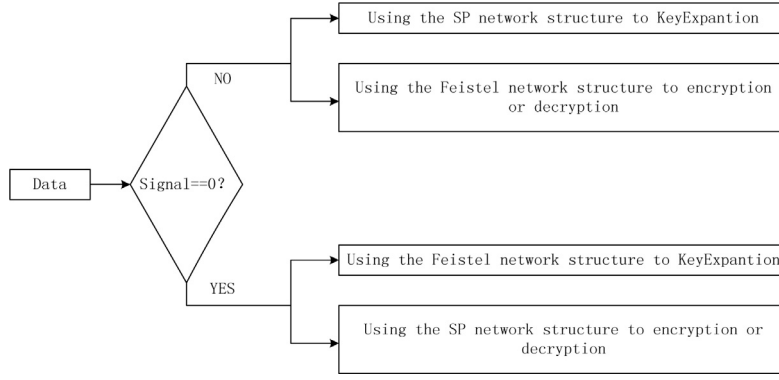 Using the SP network structure to KeyExpantion
NO
Using the Feistel network structure to encryption
or decryption
Data
Signal==0?
Using the Feistel network structure to KeyExpantion
YES
Using the SP network structure to encryption or
decryption